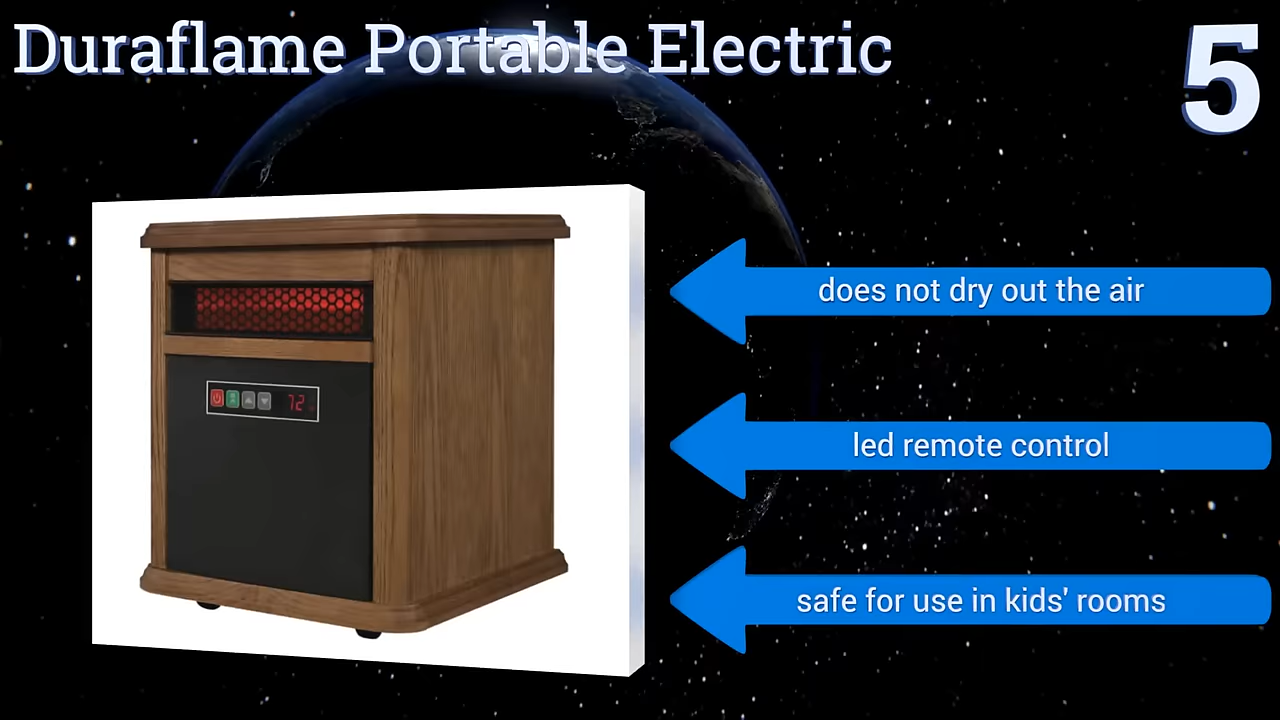 Duraflame Portable Electric
5
does not dry out the air
led remote control
safe for use in kids' rooms
72